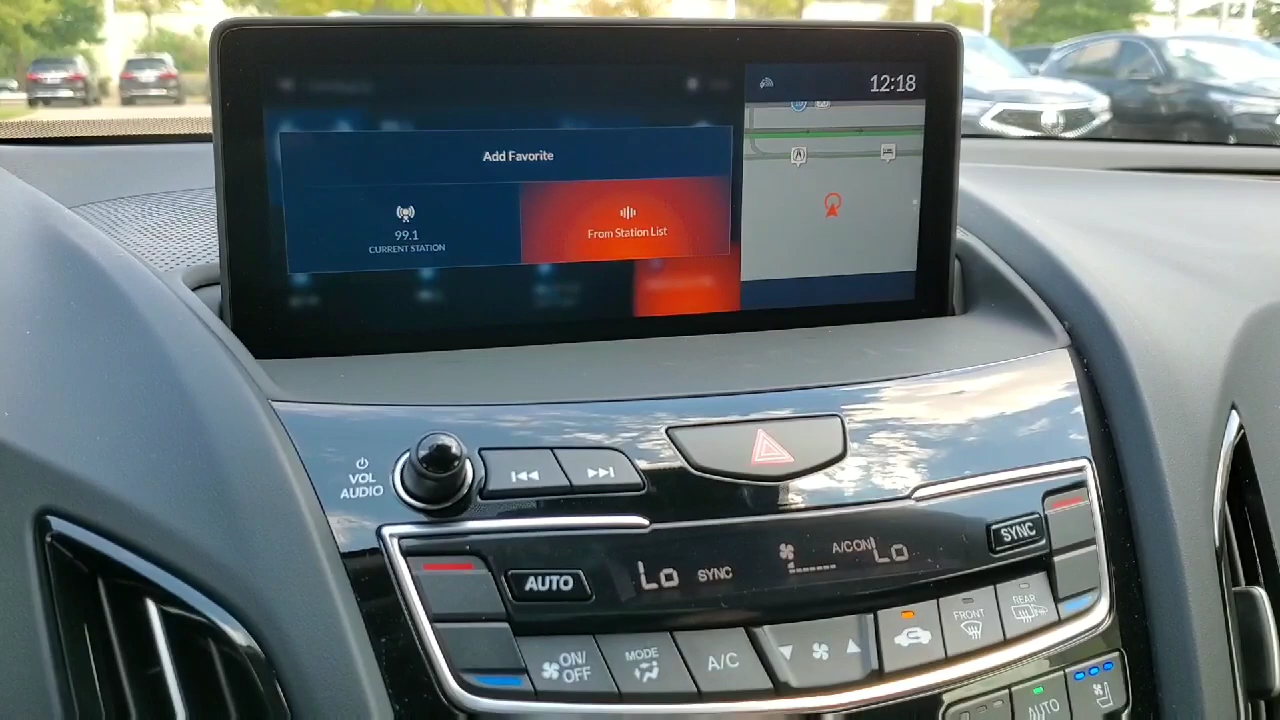 12:18
Add Favorite
99.1
CURRENT STATION
From Station List
A
VOL
AUDIO
AUTO
Lo SYNC
A/C ON Lo
SYNC
ON/
OFF
MODE
A/C
FRONT
REAR
AUTO